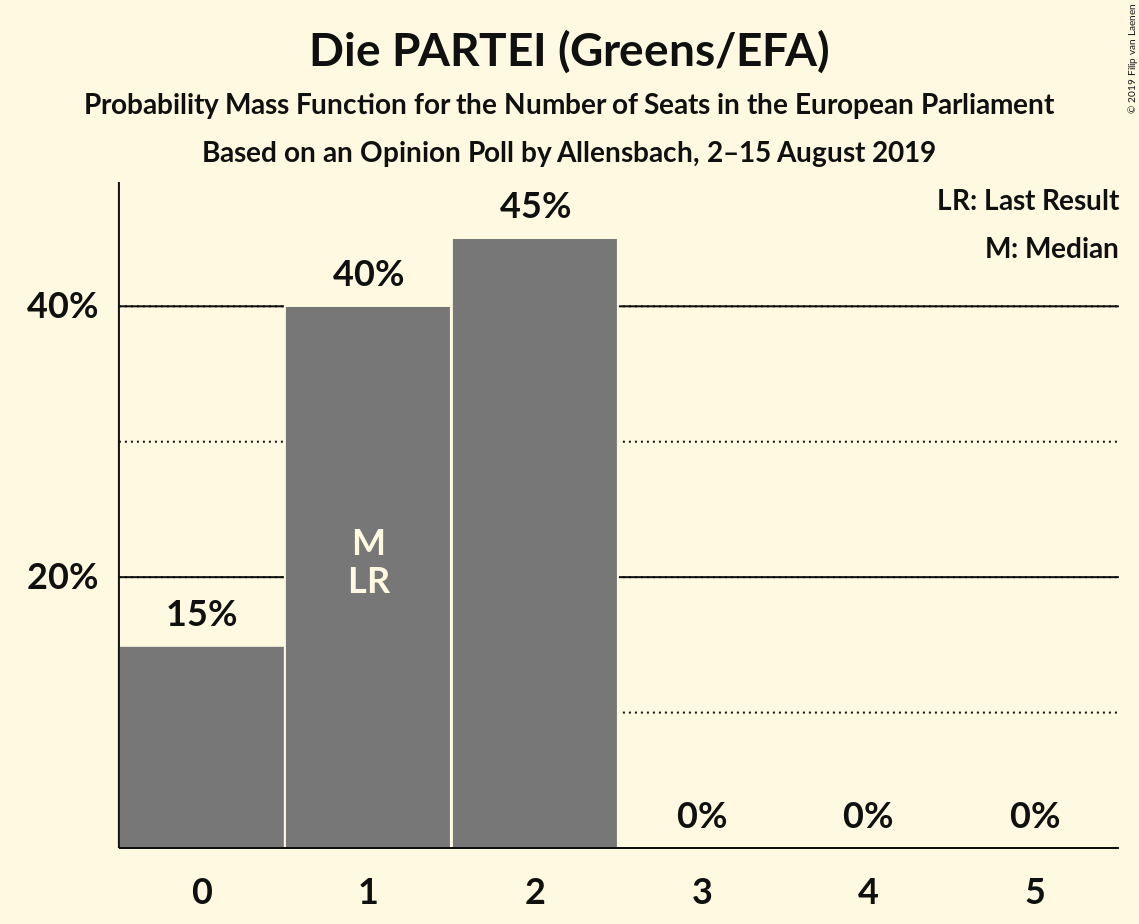 © 2019 Filip van Laenen
Die PARTEI (Greens/EFA)
Probability Mass Function for the Number of Seats in the European Parliament
Based on an Opinion Poll by Allensbach, 2–15 August 2019
LR: Last Result
M: Median
45%
40%
40%
M
LR
20%
15%
0%
0%
0%
0
1
2
3
4
5